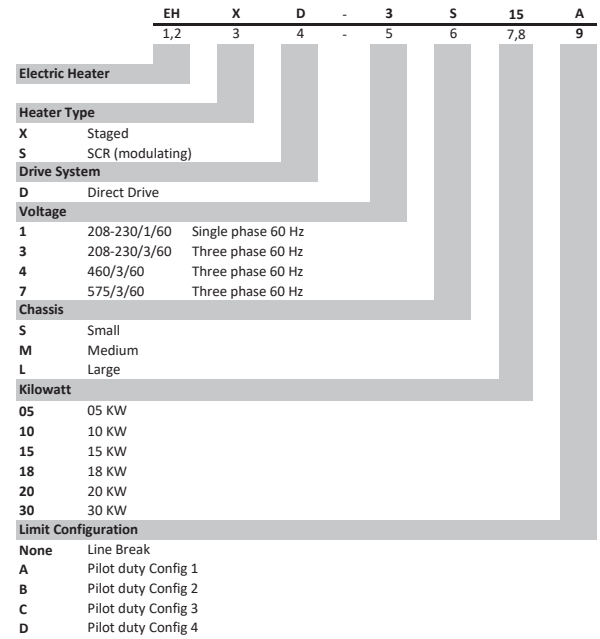 EH X D - 3 S 15 A
1,2 3 4 - 5 6 7,8 9
Electric Heater
Heater Type
X Staged
S SCR (modulating)
Drive System
D Direct Drive
Voltage
1 208-230/1/60 Single phase 60 Hz
3 208-230/3/60 Three phase 60 Hz
4 460/3/60 Three phase 60 Hz
7 575/3/60 Three phase 60 Hz
Chassis
S Small
M Medium
L Large
Kilowatt
05 05 KW
10 10 KW
15 15 KW
18 18 KW
20 20 KW
30 30 KW
Limit Configuration
None Line Break
A Pilot duty Config 1
B Pilot duty Config 2
C Pilot duty Config 3
D Pilot duty Config 4